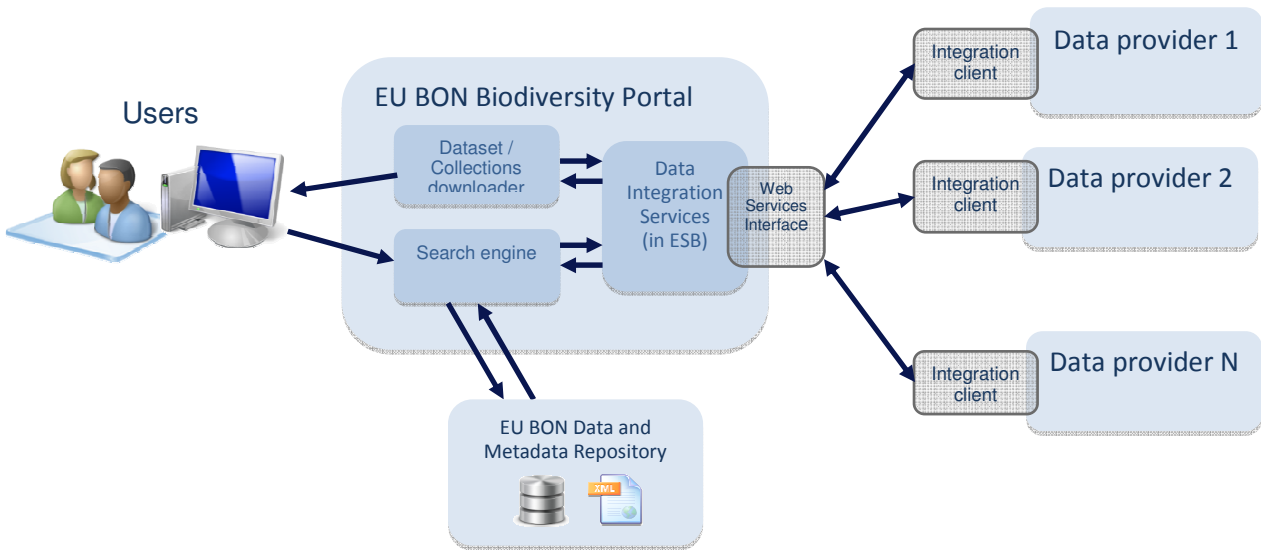 Users
EU BON Biodiversity Portal
Dataset /
Collections
downloader
Search engine
Data
Integration
Services
(in ESB)
Web
Services
Interface
Integration
client
Data provider 1
Integration
client
Data provider 2
Integration
client
Data provider N
EU BON Data and
Metadata Repository
XML